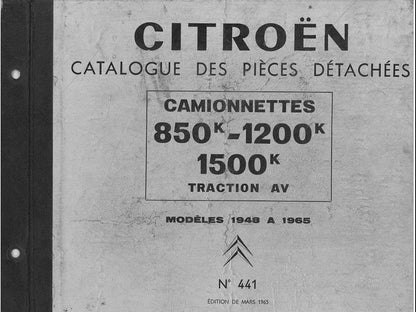 CITROËN
CATALOGUE DES PIÈCES DÉTACHÉES
CAMIONNETTES
850K-1200K
1500K
TRACTION AV
MODÈLES 1948 A 1965
N° 441
ÉDITION DE MARS 1965